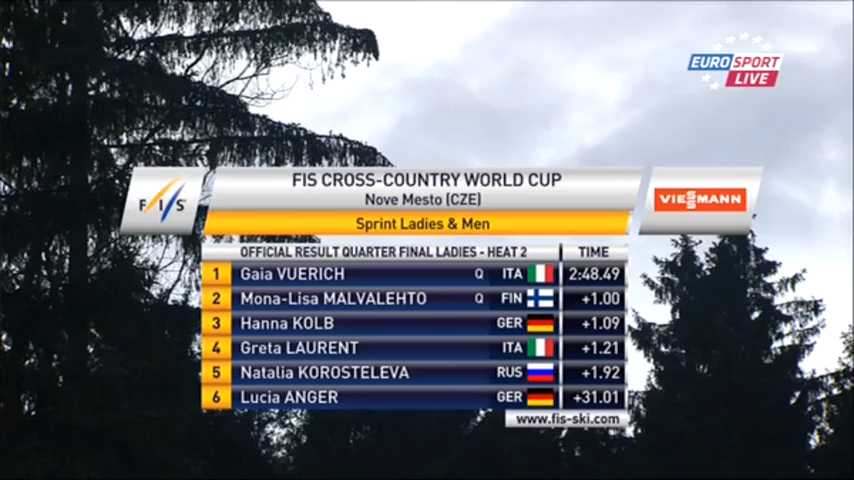 EUROSPORT
LIVE
FIS
FIS CROSS-COUNTRY WORLD CUP
Nove Mesto (CZE)
Sprint Ladies & Men
VIESSMANN
OFFICIAL RESULT QUARTER FINAL LADIES - HEAT 2 TIME
1 Gaia VUERICH Q ITA 2:48.49
2 Mona-Lisa MALVALEHTO Q FIN +1.00
3 Hanna KOLB GER +1.09
4 Greta LAURENT ITA +1.21
5 Natalia KOROSTELEVA RUS +1.92
6 Lucia ANGER GER +31.01
www.fis-ski.com